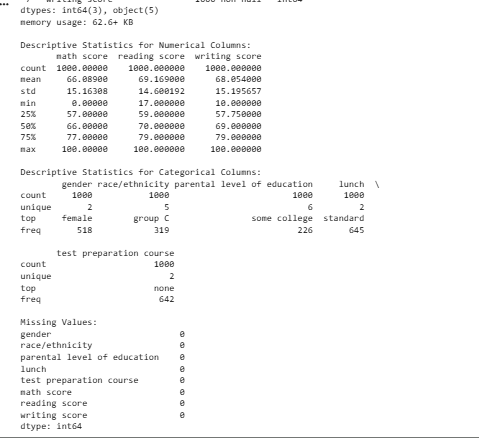 ...
dtypes: int64(3), object(5)
memory usage: 62.6+ KB
Descriptive Statistics for Numerical Columns:
math score reading score writing score
count 1000.00000 1000.000000 1000.000000
mean 66.08900 69.169000 68.054000
std 15.16308 14.600192 15.195657
min 0.00000 17.000000 10.000000
25% 57.00000 59.000000 57.750000
50% 66.00000 70.000000 69.000000
75% 77.00000 79.000000 79.000000
max 100.00000 100.000000 100.000000
Descriptive Statistics for Categorical Columns:
gender race/ethnicity parental level of education lunch \
count 1000 1000 1000 1000
unique 2 5 6 2
top female group C some college standard
freq 518 319 226 645
test preparation course
count 1000
unique 2
top none
freq 642
Missing Values:
gender 0
race/ethnicity 0
parental level of education 0
lunch 0
test preparation course 0
math score 0
reading score 0
writing score 0
dtype: int64